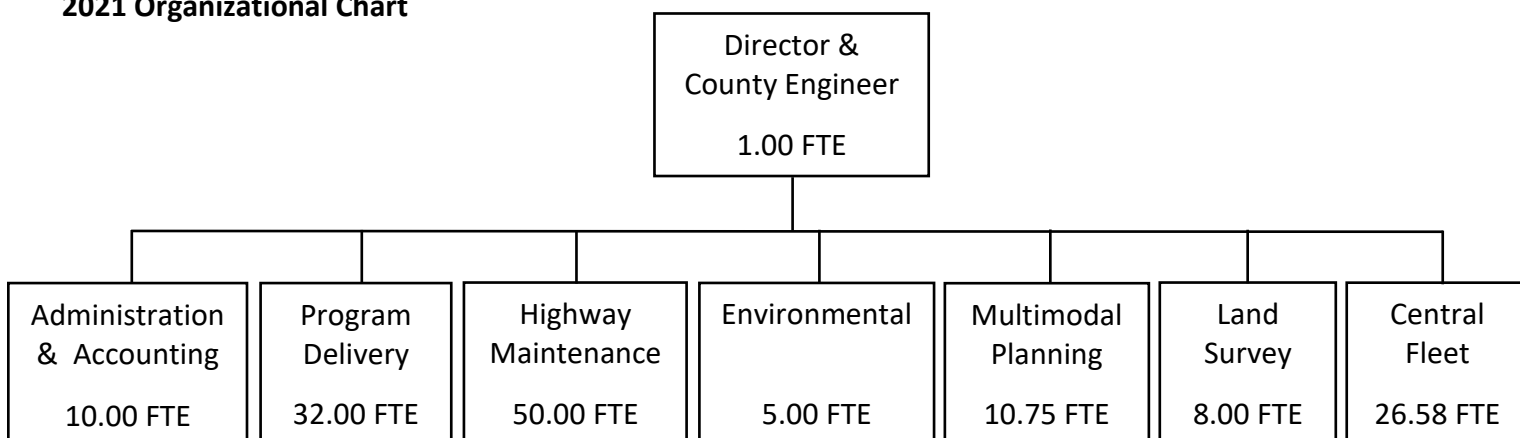 2021 Organizational Chart
Director &
County Engineer
1.00 FTE
Administration
& Accounting
10.00 FTE
Program
Delivery
32.00 FTE
Highway
Maintenance
50.00 FTE
Environmental
5.00 FTE
Multimodal
Planning
10.75 FTE
Land
Survey
8.00 FTE
Central
Fleet
26.58 FTE